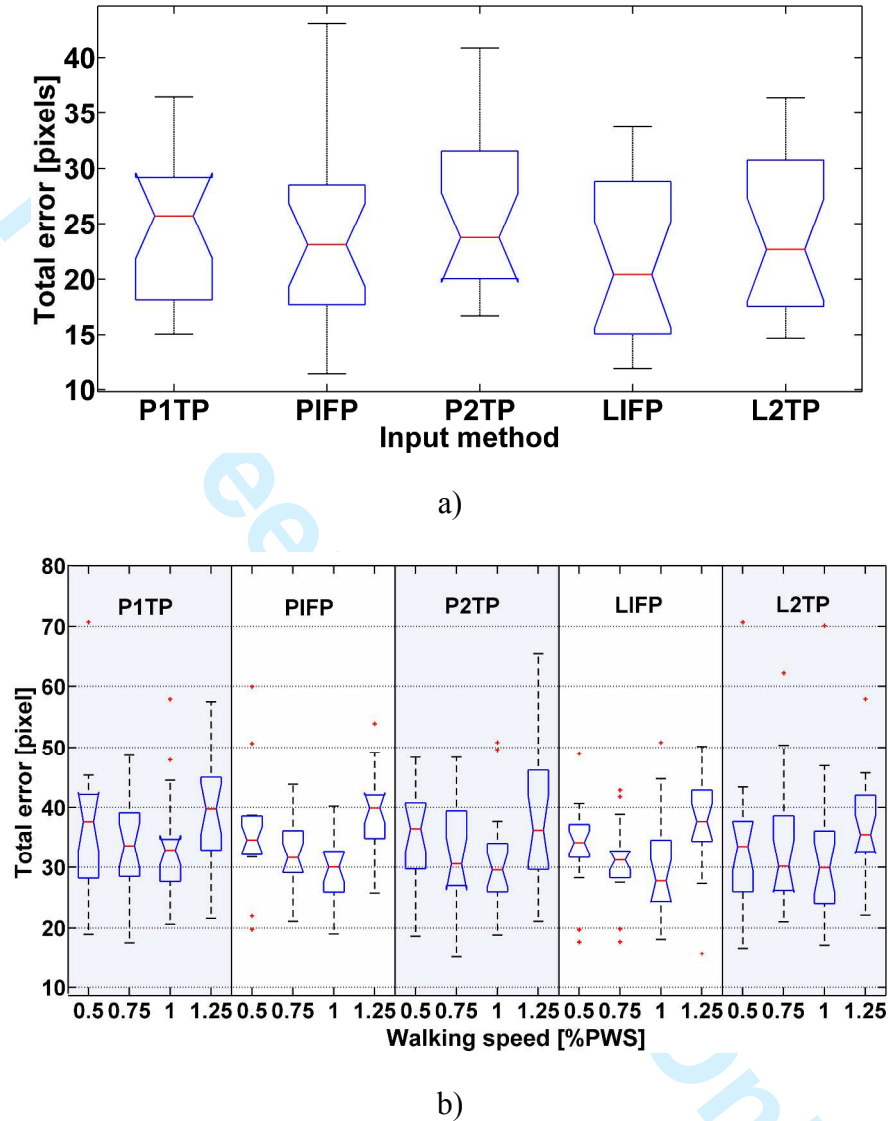 40
35
30
25
20
15
10
Total error [pixels]
P1TP PIFP P2TP LIFP L2TP
Input method
a)
80
70
60
50
40
30
20
10
Total error [pixel]
P1TP PIFP P2TP LIFP L2TP
0.5 0.75 1 1.25 0.5 0.75 1 1.25 0.5 0.75 1 1.25 0.5 0.75 1 1.25 0.5 0.75 1 1.25
Walking speed [%PWS]
b)
ee